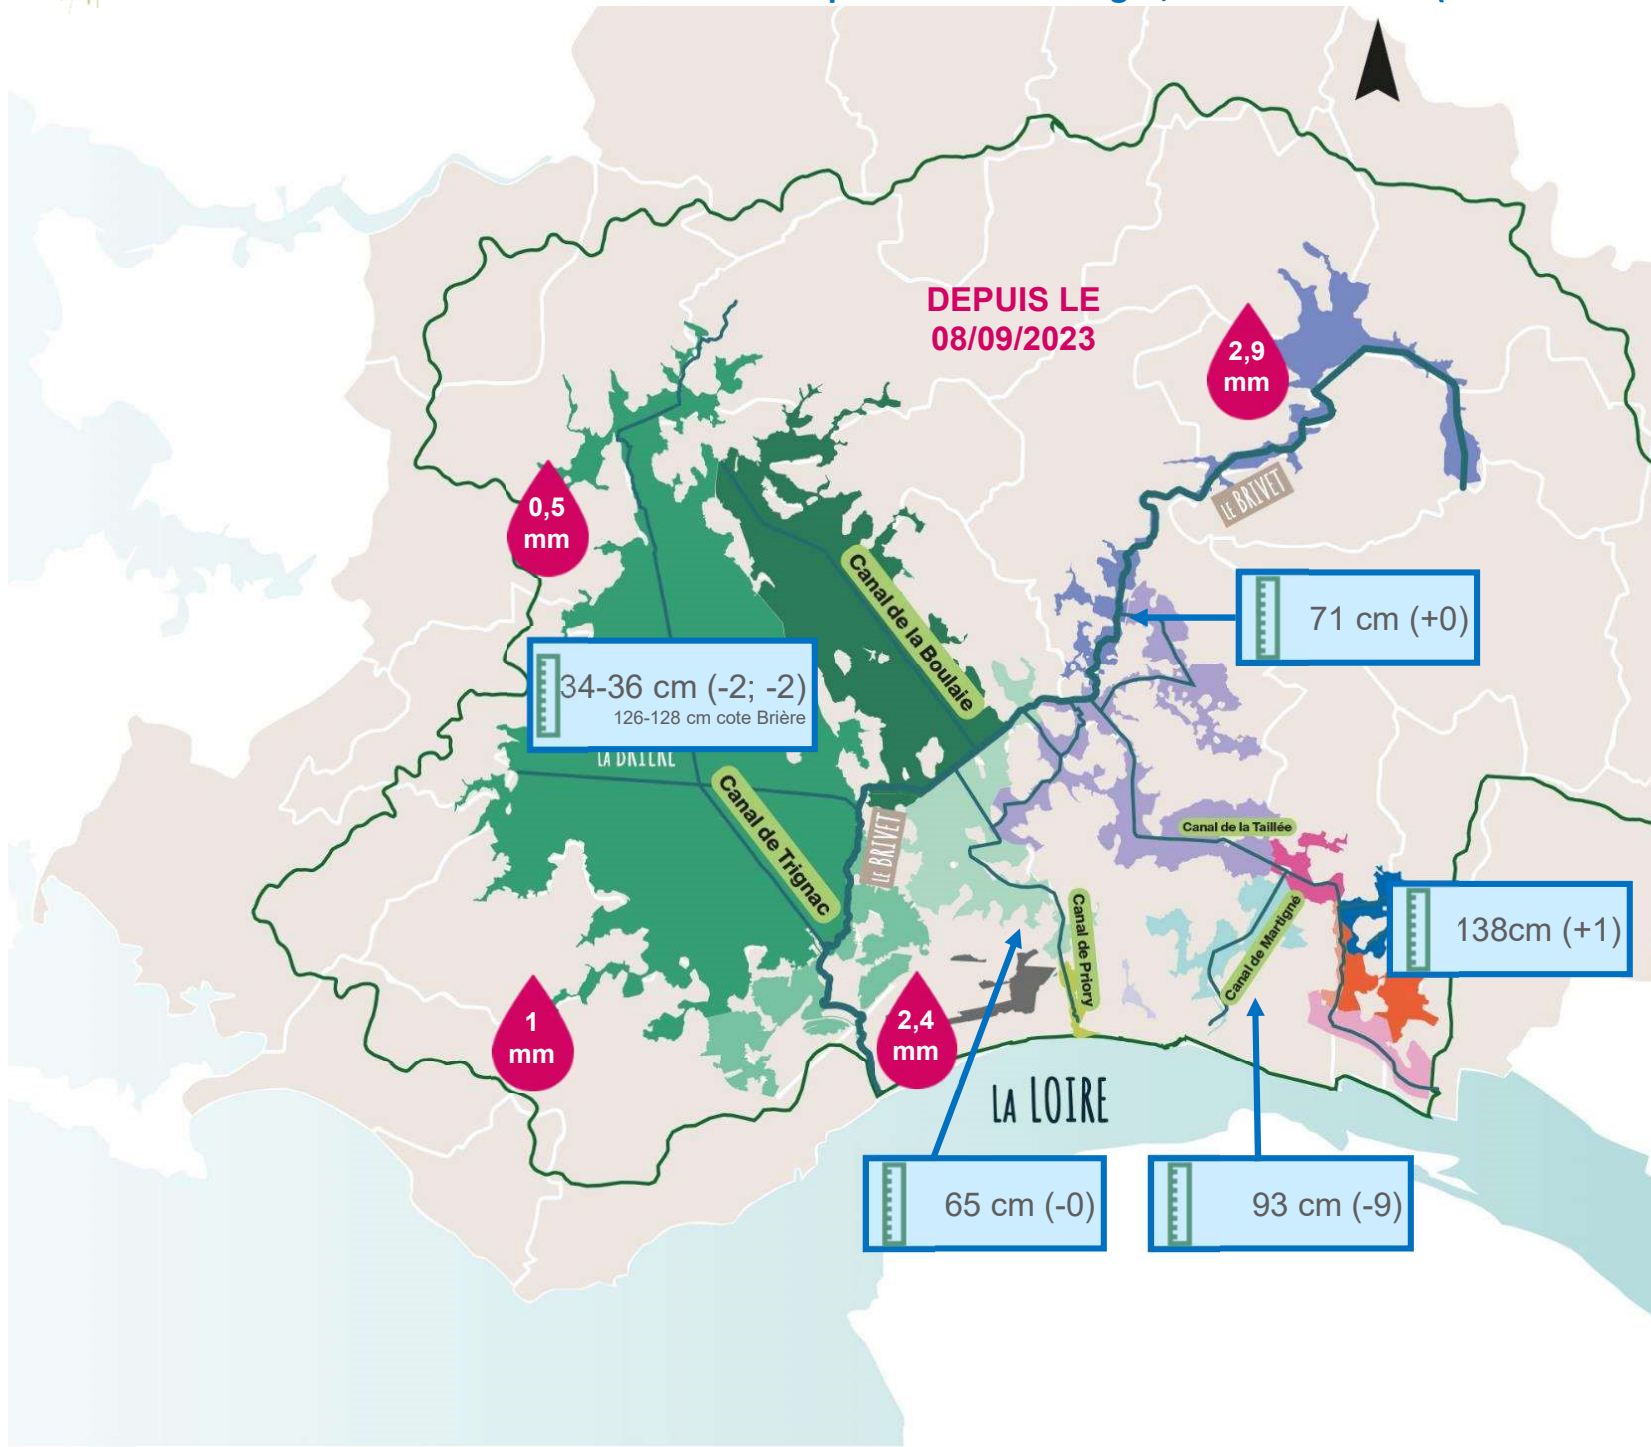 DEPUIS LE
08/09/2023
2,9
mm
LE BRIVET
0,5
mm
Canal de la Boulaie
71 cm (+0)
34-36 cm (-2; -2)
126-128 cm cote Brière
LA BRIÈRE
Canal de Trignac
LE BRIVET
Canal de la Taillée
Canal de Priory
Canal de Martigné
138cm (+1)
1
mm
2,4
mm
LA LOIRE
65 cm (-0)
93 cm (-9)